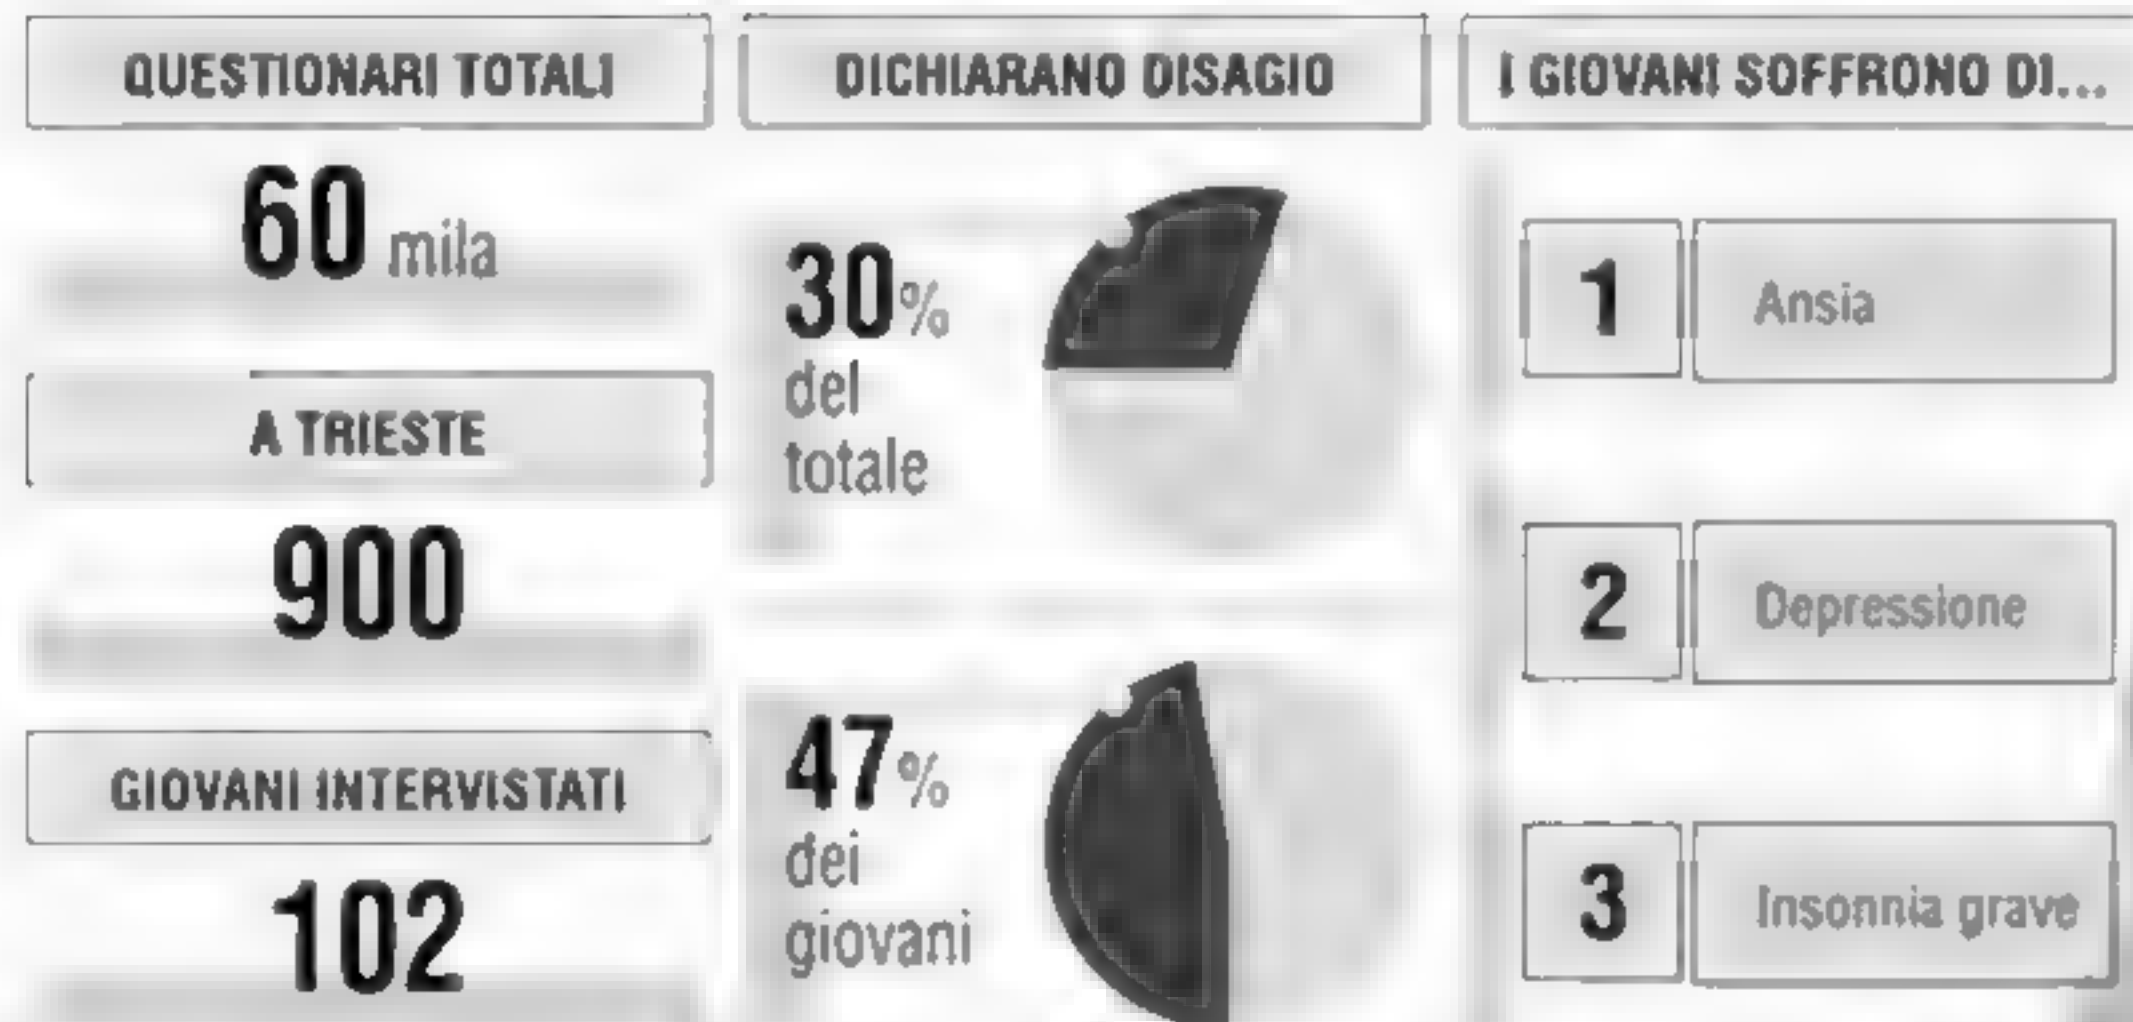 QUESTIONARI TOTALI
60 mila
A TRIESTE
900
GIOVANI INTERVISTATI
102
DICHIARANO DISAGIO
30%
del
totale
47%
dei
giovani
I GIOVANI SOFFRONO DI...
1 Ansia
2 Depressione
3 Insonnia grave